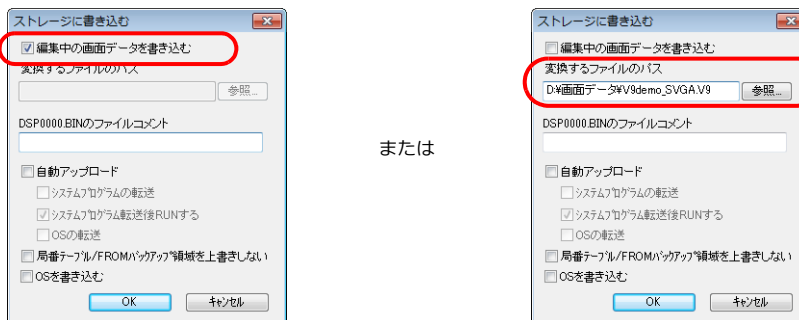 ストレージに書き込む
編集中の画面データを書き込む
変換するファイルのパス
参照...
DSP0000.BINのファイルコメント
自動アップロード
システムプログラムの転送
システムプログラム転送後RUNする
OSの転送
局番テーブル/FROMバックアップ領域を上書きしない
OSを書き込む
OK キャンセル
または
ストレージに書き込む
編集中の画面データを書き込む
変換するファイルのパス
D:¥画面データ¥V9demo_SVGA.V9 参照...
DSP0000.BINのファイルコメント
自動アップロード
システムプログラムの転送
システムプログラム転送後RUNする
OSの転送
局番テーブル/FROMバックアップ領域を上書きしない
OSを書き込む
OK キャンセル